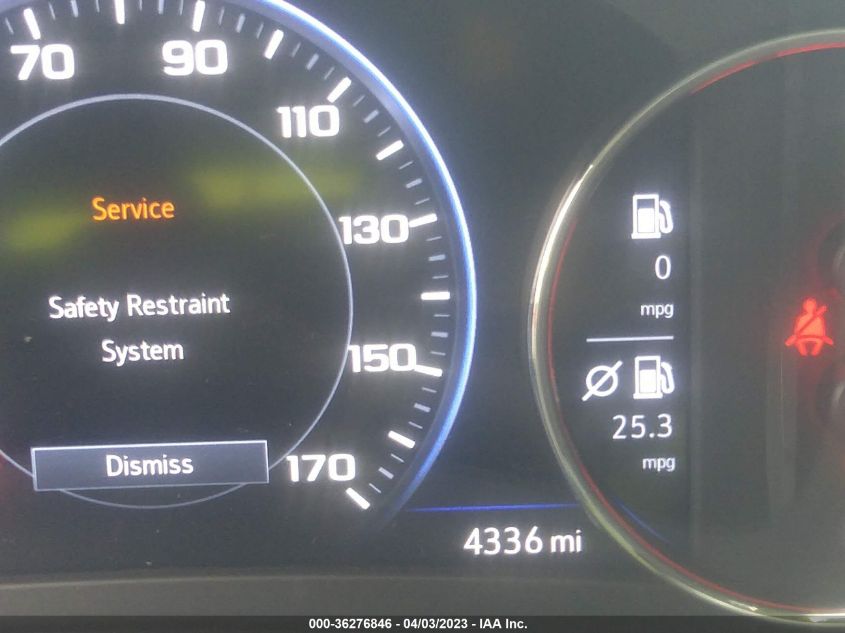 70
90
110
130
150
170
Service
Safety Restraint
System
Dismiss
0
mpg
25.3
mpg
4336 mi
000-36276846 - 04/03/2023 - IAA Inc.